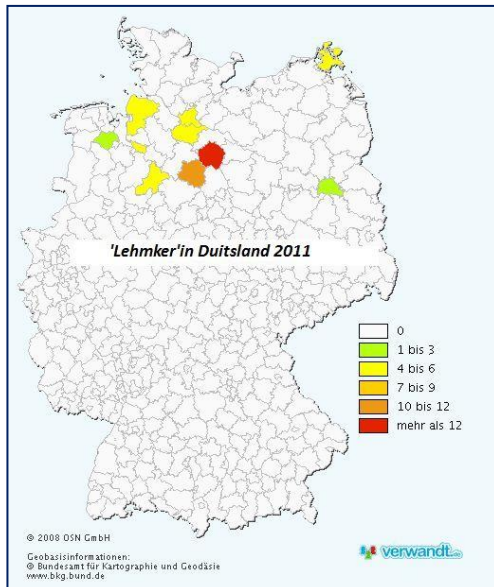 'Lehmker'in Duitsland 2011
0
1 bis 3
4 bis 6
7 bis 9
10 bis 12
mehr als 12
© 2008 OSN GmbH
Geobasisinformationen:
© Bundesamt für Kartographie und Geodäsie
www.bkg.bund.de
verwandt.de